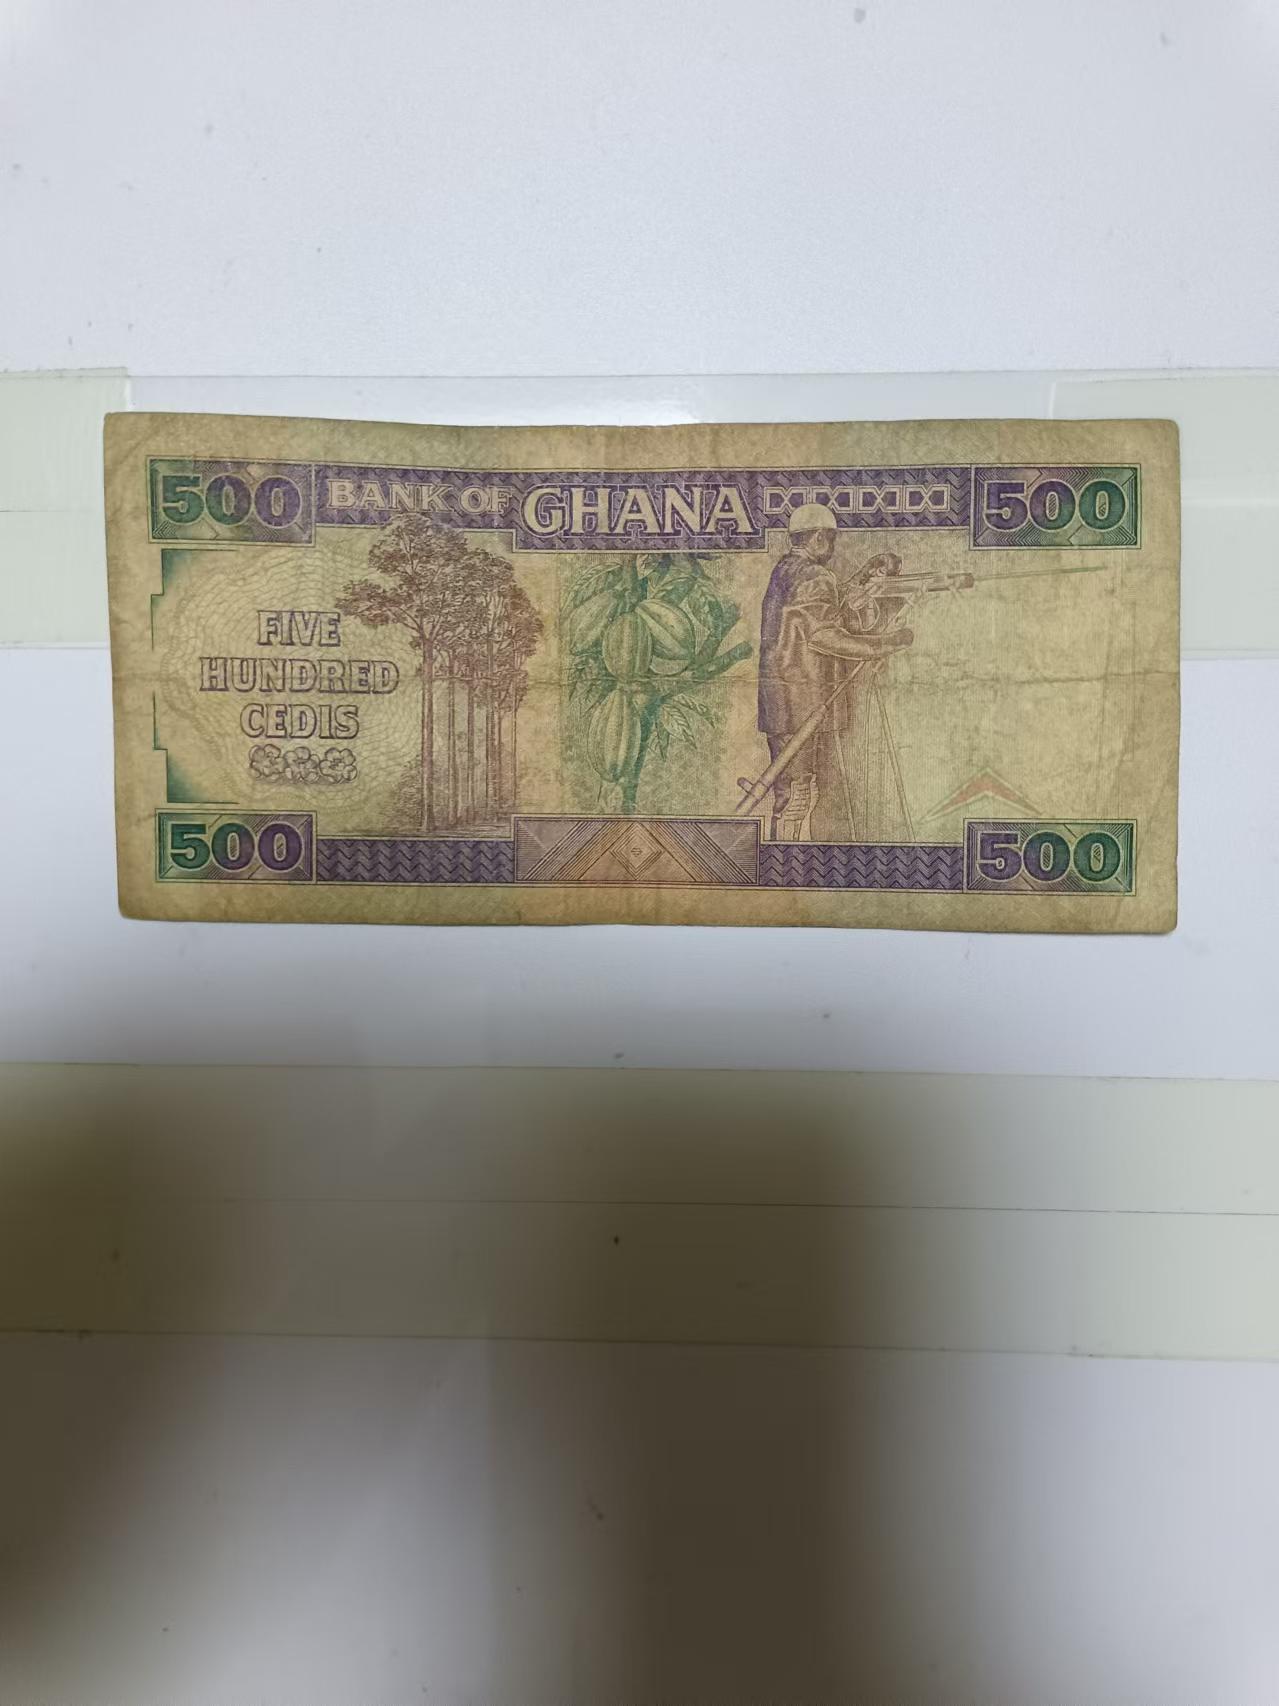 500 BANK OF GHANA 500
FIVE
HUNDRED
CEDIS
500 500